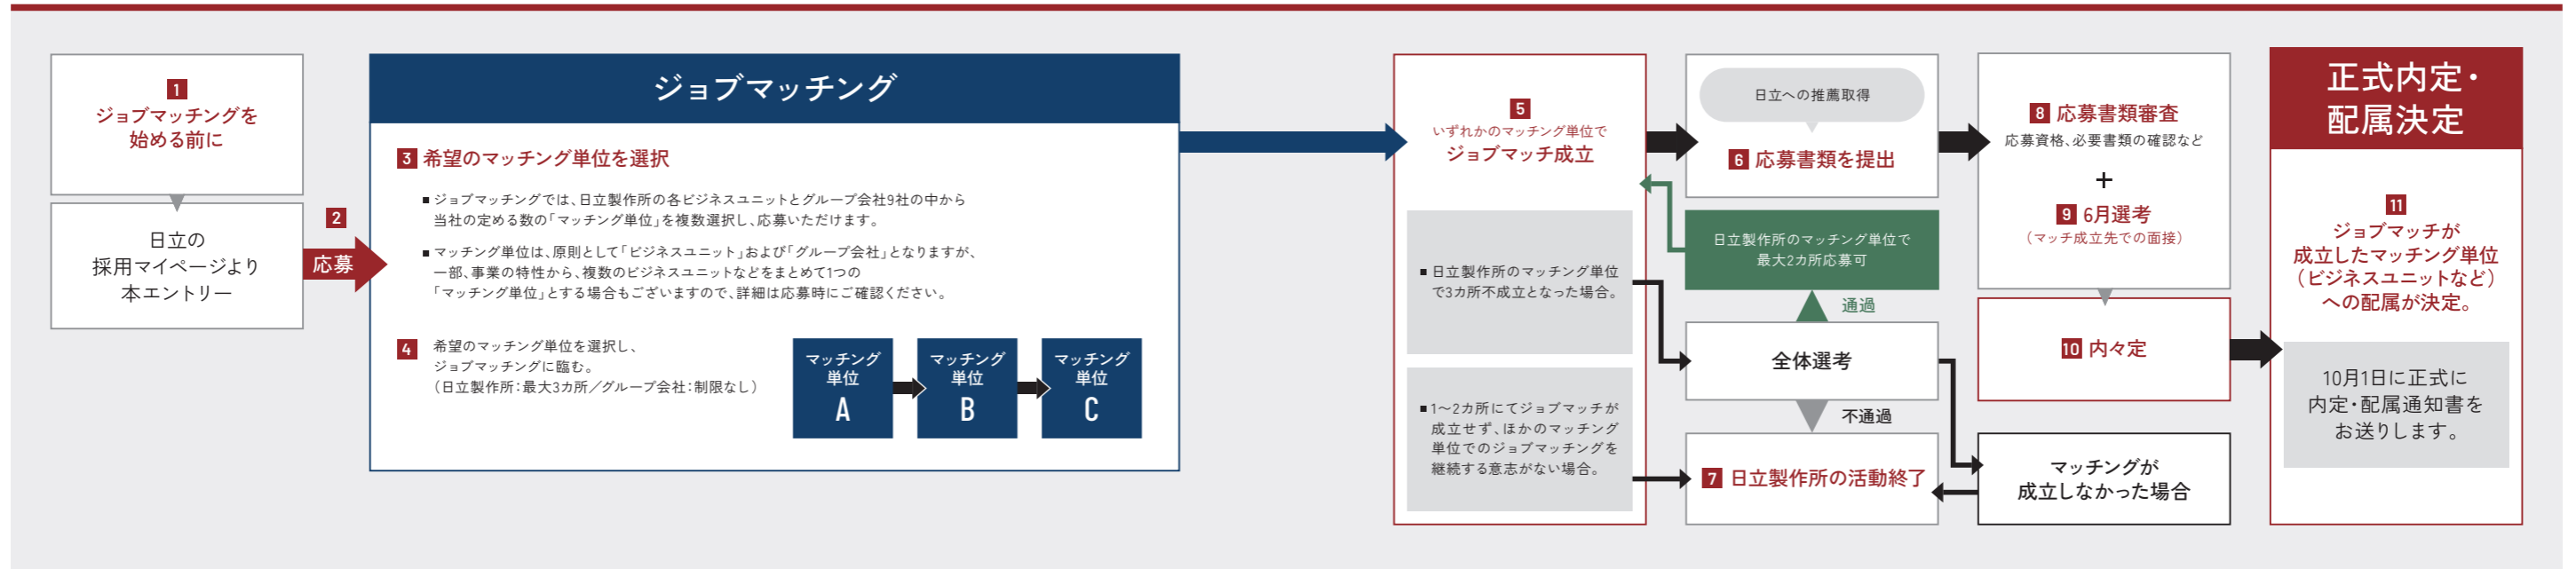 1
ジョブマッチングを
始める前に
日立の
採用マイページより
本エントリー
2
応募
ジョブマッチング
3 希望のマッチング単位を選択
■ ジョブマッチングでは、日立製作所の各ビジネスユニットとグループ会社9社の中から
当社の定める数の「マッチング単位」を複数選択し、応募いただけます。
■ マッチング単位は、原則として「ビジネスユニット」および「グループ会社」となりますが、
一部、事業の特性から、複数のビジネスユニットなどをまとめて1つの
「マッチング単位」とする場合もございますので、詳細は応募時にご確認ください。
4 希望のマッチング単位を選択し、
ジョブマッチングに臨む。
（日立製作所：最大3カ所／グループ会社：制限なし）
マッチング
単位
A
マッチング
単位
B
マッチング
単位
C
5
いずれかのマッチング単位で
ジョブマッチ成立
■ 日立製作所のマッチング単位
で3カ所不成立となった場合。
■ 1～2カ所にてジョブマッチが
成立せず、ほかのマッチング
単位でのジョブマッチングを
継続する意志がない場合。
日立への推薦取得
6 応募書類を提出
日立製作所のマッチング単位で
最大2カ所応募可
通過
全体選考
不通過
7 日立製作所の活動終了
8 応募書類審査
応募資格、必要書類の確認など
+
9 6月選考
（マッチ成立先での面接）
10 内々定
マッチングが
成立しなかった場合
正式内定・
配属決定
11
ジョブマッチが
成立したマッチング単位
（ビジネスユニットなど）
への配属が決定。
10月1日に正式に
内定・配属通知書を
お送りします。